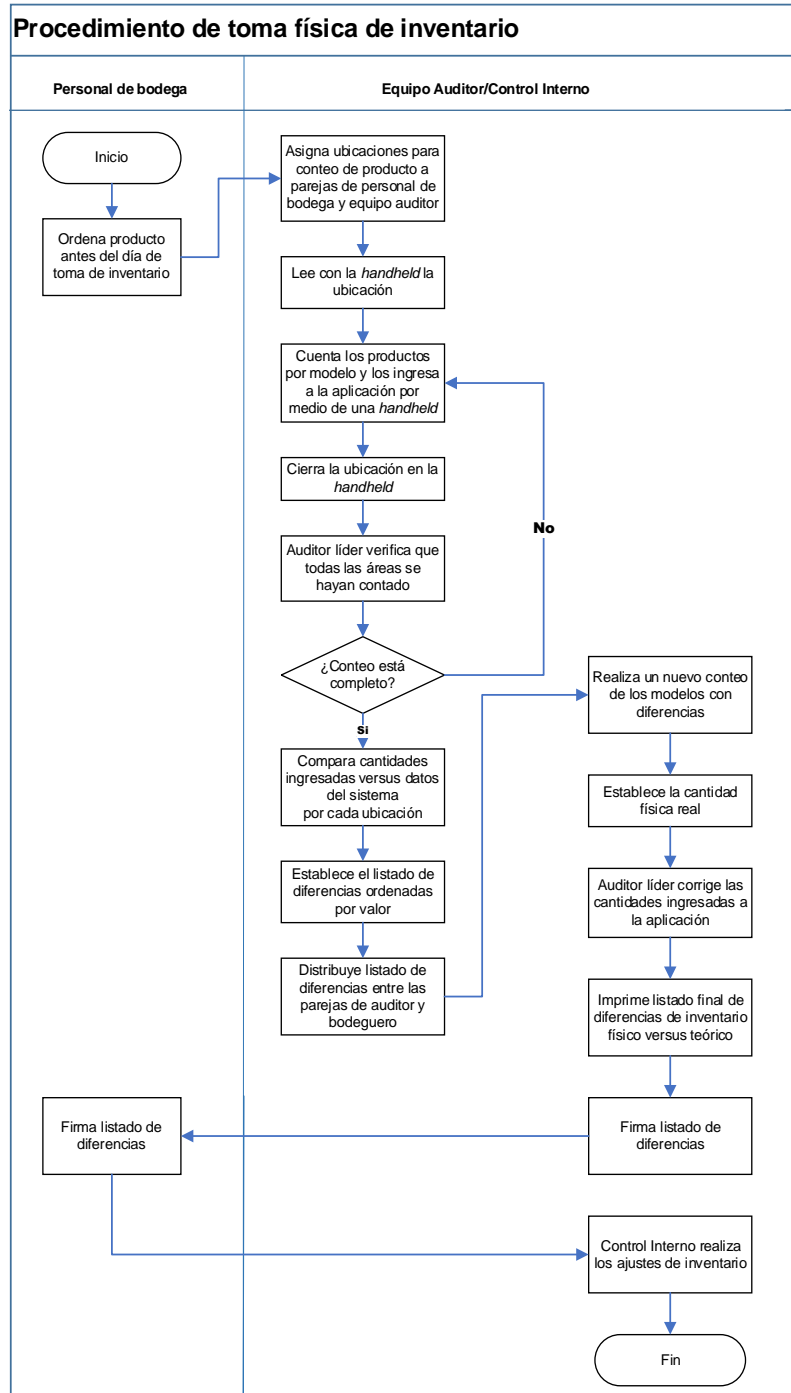 Procedimiento de toma física de inventario
Personal de bodega
Equipo Auditor/Control Interno
Inicio
Ordena producto
antes del día de
toma de inventario
Asigna ubicaciones para
conteo de producto a
parejas de personal de
bodega y equipo auditor
Lee con la handheld la
ubicación
Cuenta los productos
por modelo y los ingresa
a la aplicación por
medio de una handheld
Cierra la ubicación en la
handheld
Auditor líder verifica que
todas las áreas se
hayan contado
¿Conteo está
completo?
No
Si
Compara cantidades
ingresadas versus datos
del sistema
por cada ubicación
Establece el listado de
diferencias ordenadas
por valor
Distribuye listado de
diferencias entre las
parejas de auditor y
bodeguero
Realiza un nuevo conteo
de los modelos con
diferencias
Establece la cantidad
física real
Auditor líder corrige las
cantidades ingresadas a
la aplicación
Imprime listado final de
diferencias de inventario
físico versus teórico
Firma listado de
diferencias
Firma listado de
diferencias
Control Interno realiza
los ajustes de inventario
Fin